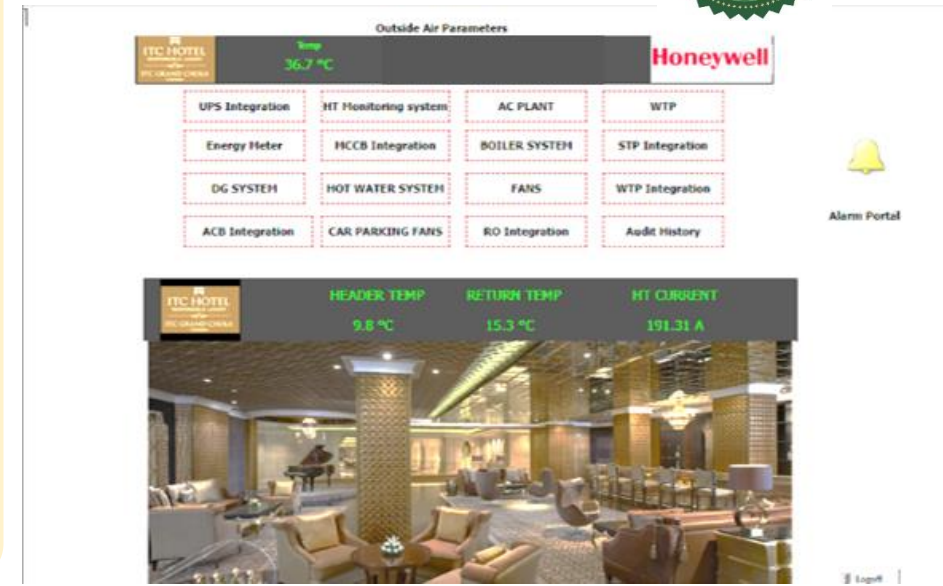 Outside Air Parameters
ITC HOTEL
Temp
36.7 °C
Honeywell
UPS Integration HT Monitoring system AC PLANT WTP
Energy Meter MCCB Integration BOILER SYSTEM STP Integration
DG SYSTEM HOT WATER SYSTEM FANS WTP Integration
ACB Integration CAR PARKING FANS RO Integration Audit History
Alarm Portal
ITC HOTEL
HEADER TEMP RETURN TEMP HT CURRENT
9.8 °C 15.3 °C 191.31 A
Logoff